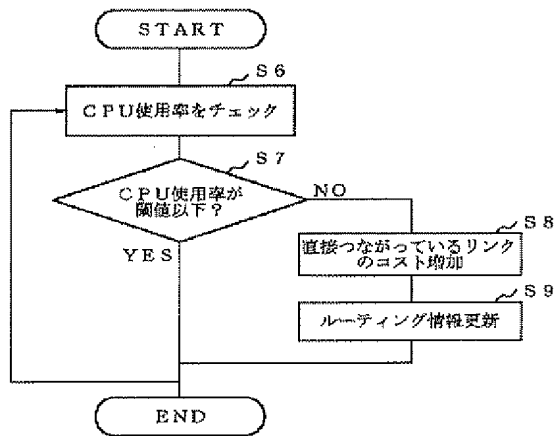 START
S6
CPU使用率をチェック
S7
CPU使用率が
閾値以下?
NO
YES
S8
直接つながっているリンク
のコスト増加
S9
ルーティング情報更新
END